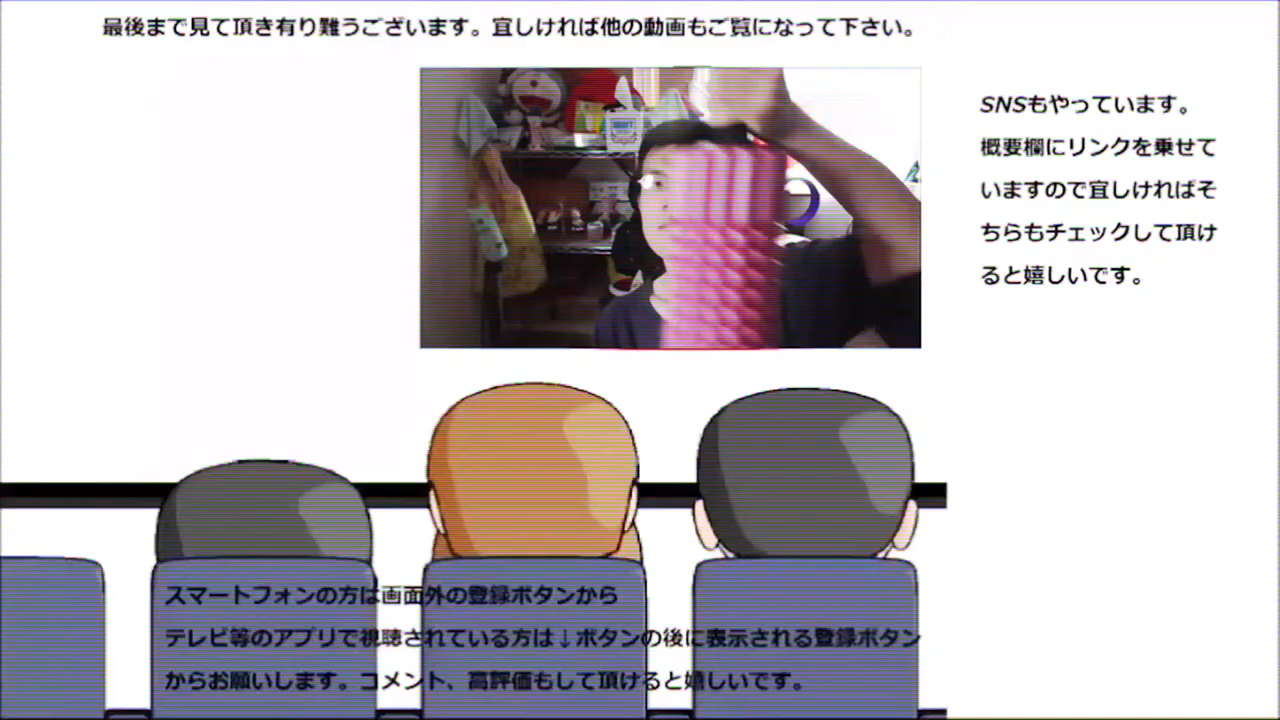 最後まで見て頂き有り難うございます。宜しければ他の動画もご覧になって下さい。
SNSもやっています。
概要欄にリンクを乗せて
いますので宜しければそ
ちらもチェックして頂け
ると嬉しいです。
スマートフォンの方は画面外の登録ボタンから
テレビ等のアプリで視聴されている方は↓ボタンの後に表示される登録ボタン
からお願いします。コメント、高評価もして頂けると嬉しいです。